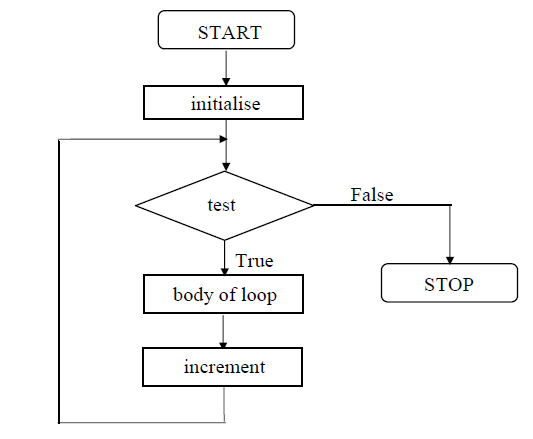 START
initialise
test
False
True
body of loop
STOP
increment